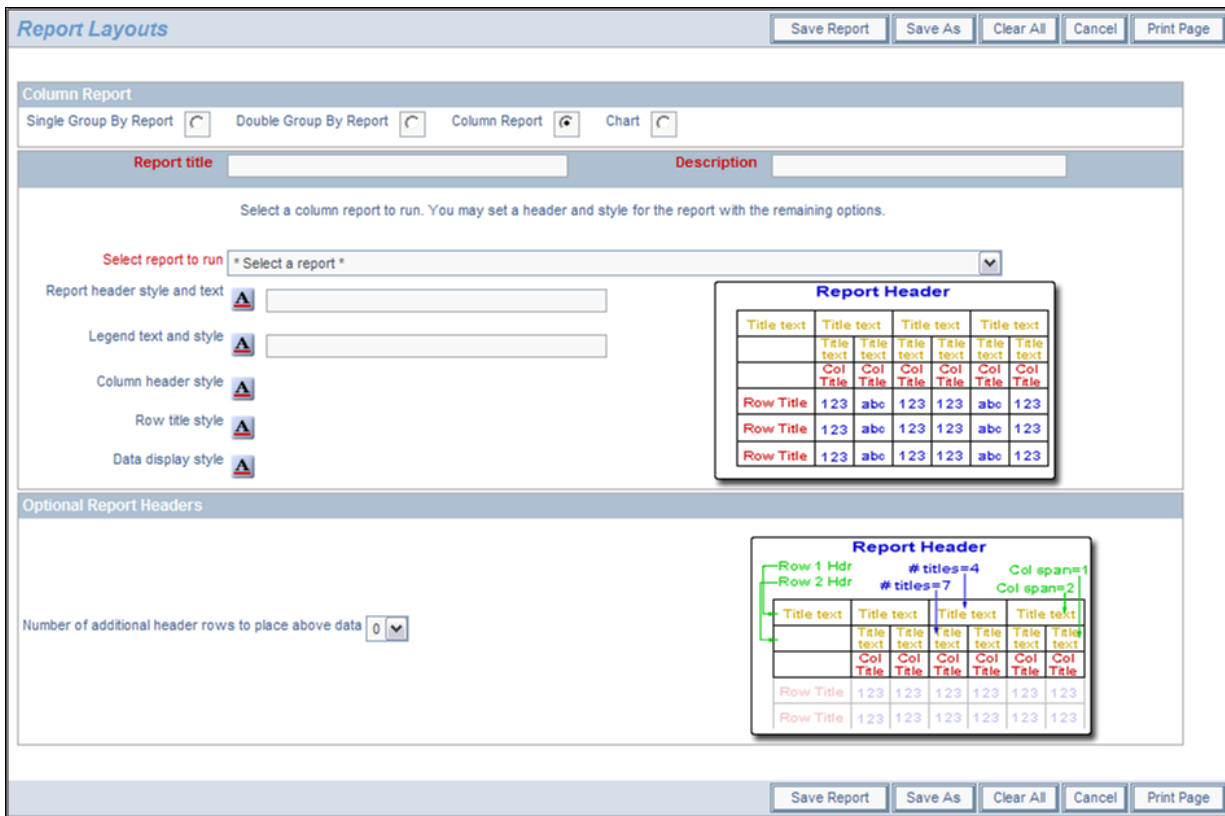 Report Layouts
Save Report Save As Clear All Cancel Print Page
Column Report
Single Group By Report Double Group By Report Column Report Chart
Report title Description
Select a column report to run. You may set a header and style for the report with the remaining options.
Select report to run * Select a report *
Report header style and text A
Legend text and style A
Column header style A
Row title style A
Data display style A
Report Header
Title text Title text Title text Title text
Title text Title text Title text Title text Title text Title text
Col Title Col Title Col Title Col Title Col Title Col Title
Row Title 123 abc 123 123 abc 123
Row Title 123 abc 123 123 abc 123
Row Title 123 abc 123 123 abc 123
Optional Report Headers
Number of additional header rows to place above data 0
Report Header
Row 1 Hdr # titles=4 Col span=1
Row 2 Hdr # titles=7 Col span=2
Title text Title text Title text Title text
Title text Title text Title text Title text Title text Title text
Col Title Col Title Col Title Col Title Col Title Col Title
Row Title 123 123 123 123 123 123
Row Title 123 123 123 123 123 123
Save Report Save As Clear All Cancel Print Page